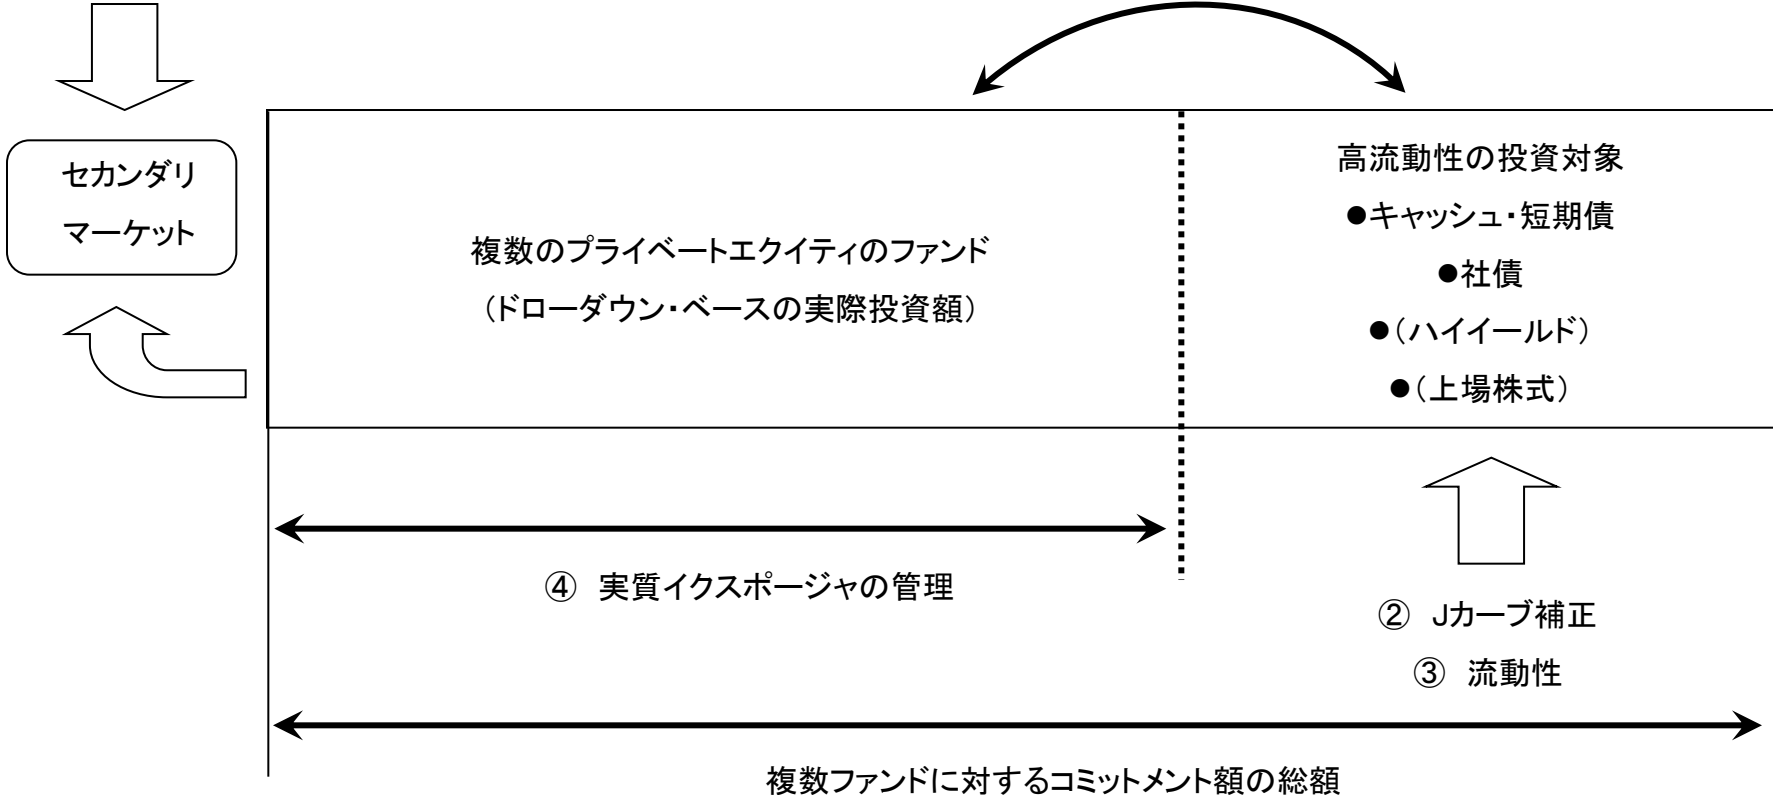 セカンダリ
マーケット
複数のプライベートエクイティのファンド
（ドローダウン・ベースの実際投資額）
高流動性の投資対象
●キャッシュ・短期債
●社債
●（ハイイールド）
●（上場株式）
④ 実質イクスポージャの管理
② Jカーブ補正
③ 流動性
複数ファンドに対するコミットメント額の総額